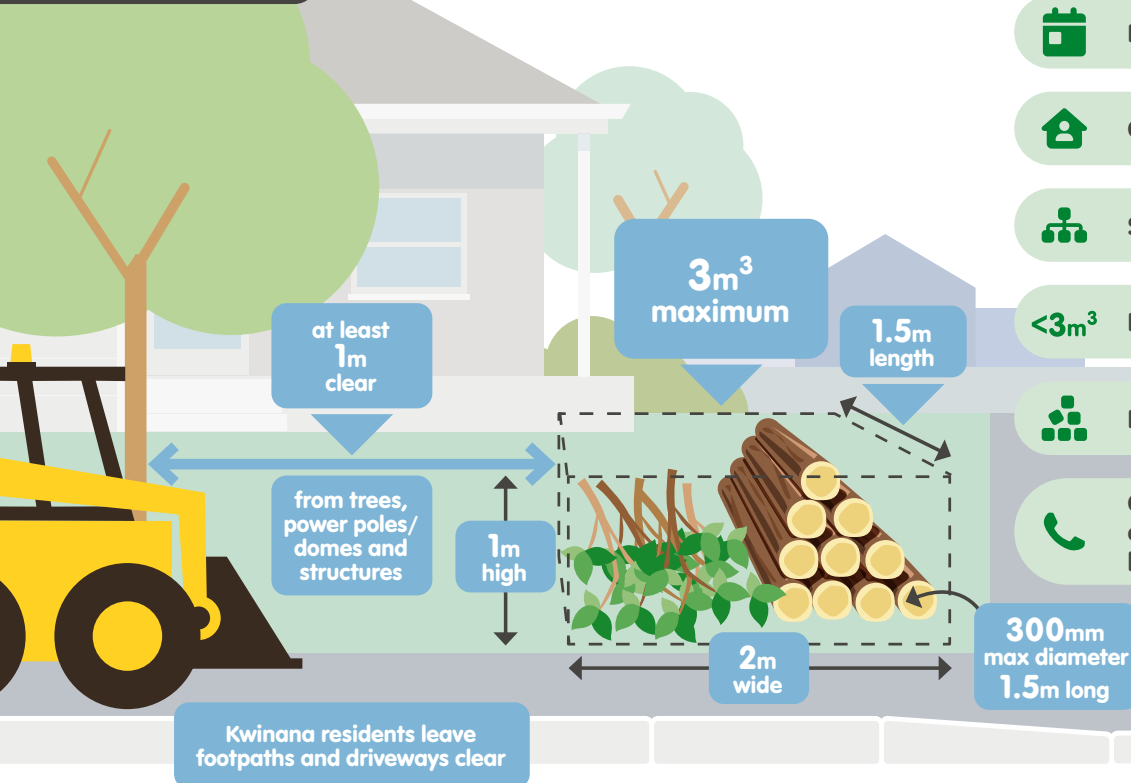 3m³
maximum
1.5m
length
at least
1m
clear
<3m³
from trees,
power poles/
domes and
structures
1m
high
300mm
max diameter
1.5m long
2m
wide
Kwinana residents leave
footpaths and driveways clear